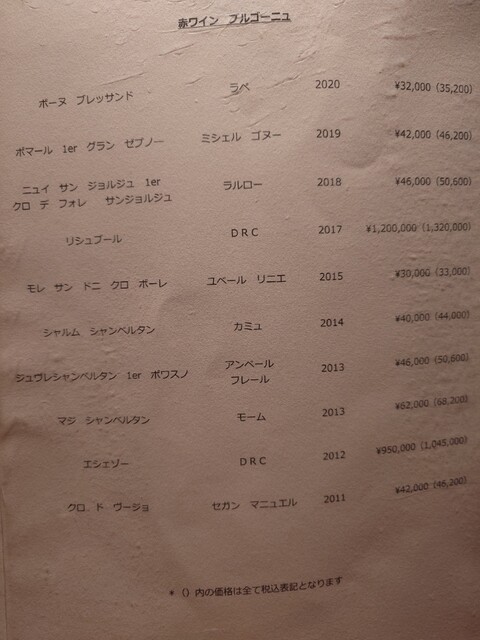 赤ワイン ブルゴーニュ
ボーヌ ブレッサンド ラペ 2020 ¥32,000 (35,200)
ポマール 1er グラン ゼプノー ミシェル ゴヌー 2019 ¥42,000 (46,200)
ニュイ サン ジョルジュ 1er
クロ デ フォレ サンジョルジュ ラルロー 2018 ¥46,000 (50,600)
リシュブール DRC 2017 ¥1,200,000 (1,320,000)
モレ サン ドニ クロ ボーレ ユベール リニエ 2015 ¥30,000 (33,000)
シャルム シャンベルタン カミュ 2014 ¥40,000 (44,000)
ジュヴレシャンベルタン 1er ポワスノ アンベール
フレール 2013 ¥46,000 (50,600)
マジ シャンベルタン モーム 2013 ¥62,000 (68,200)
エシェゾー DRC 2012 ¥950,000 (1,045,000)
クロ ド ヴージョ セガン マニュエル 2011 ¥42,000 (46,200)
* () 内の価格は全て税込表記となります